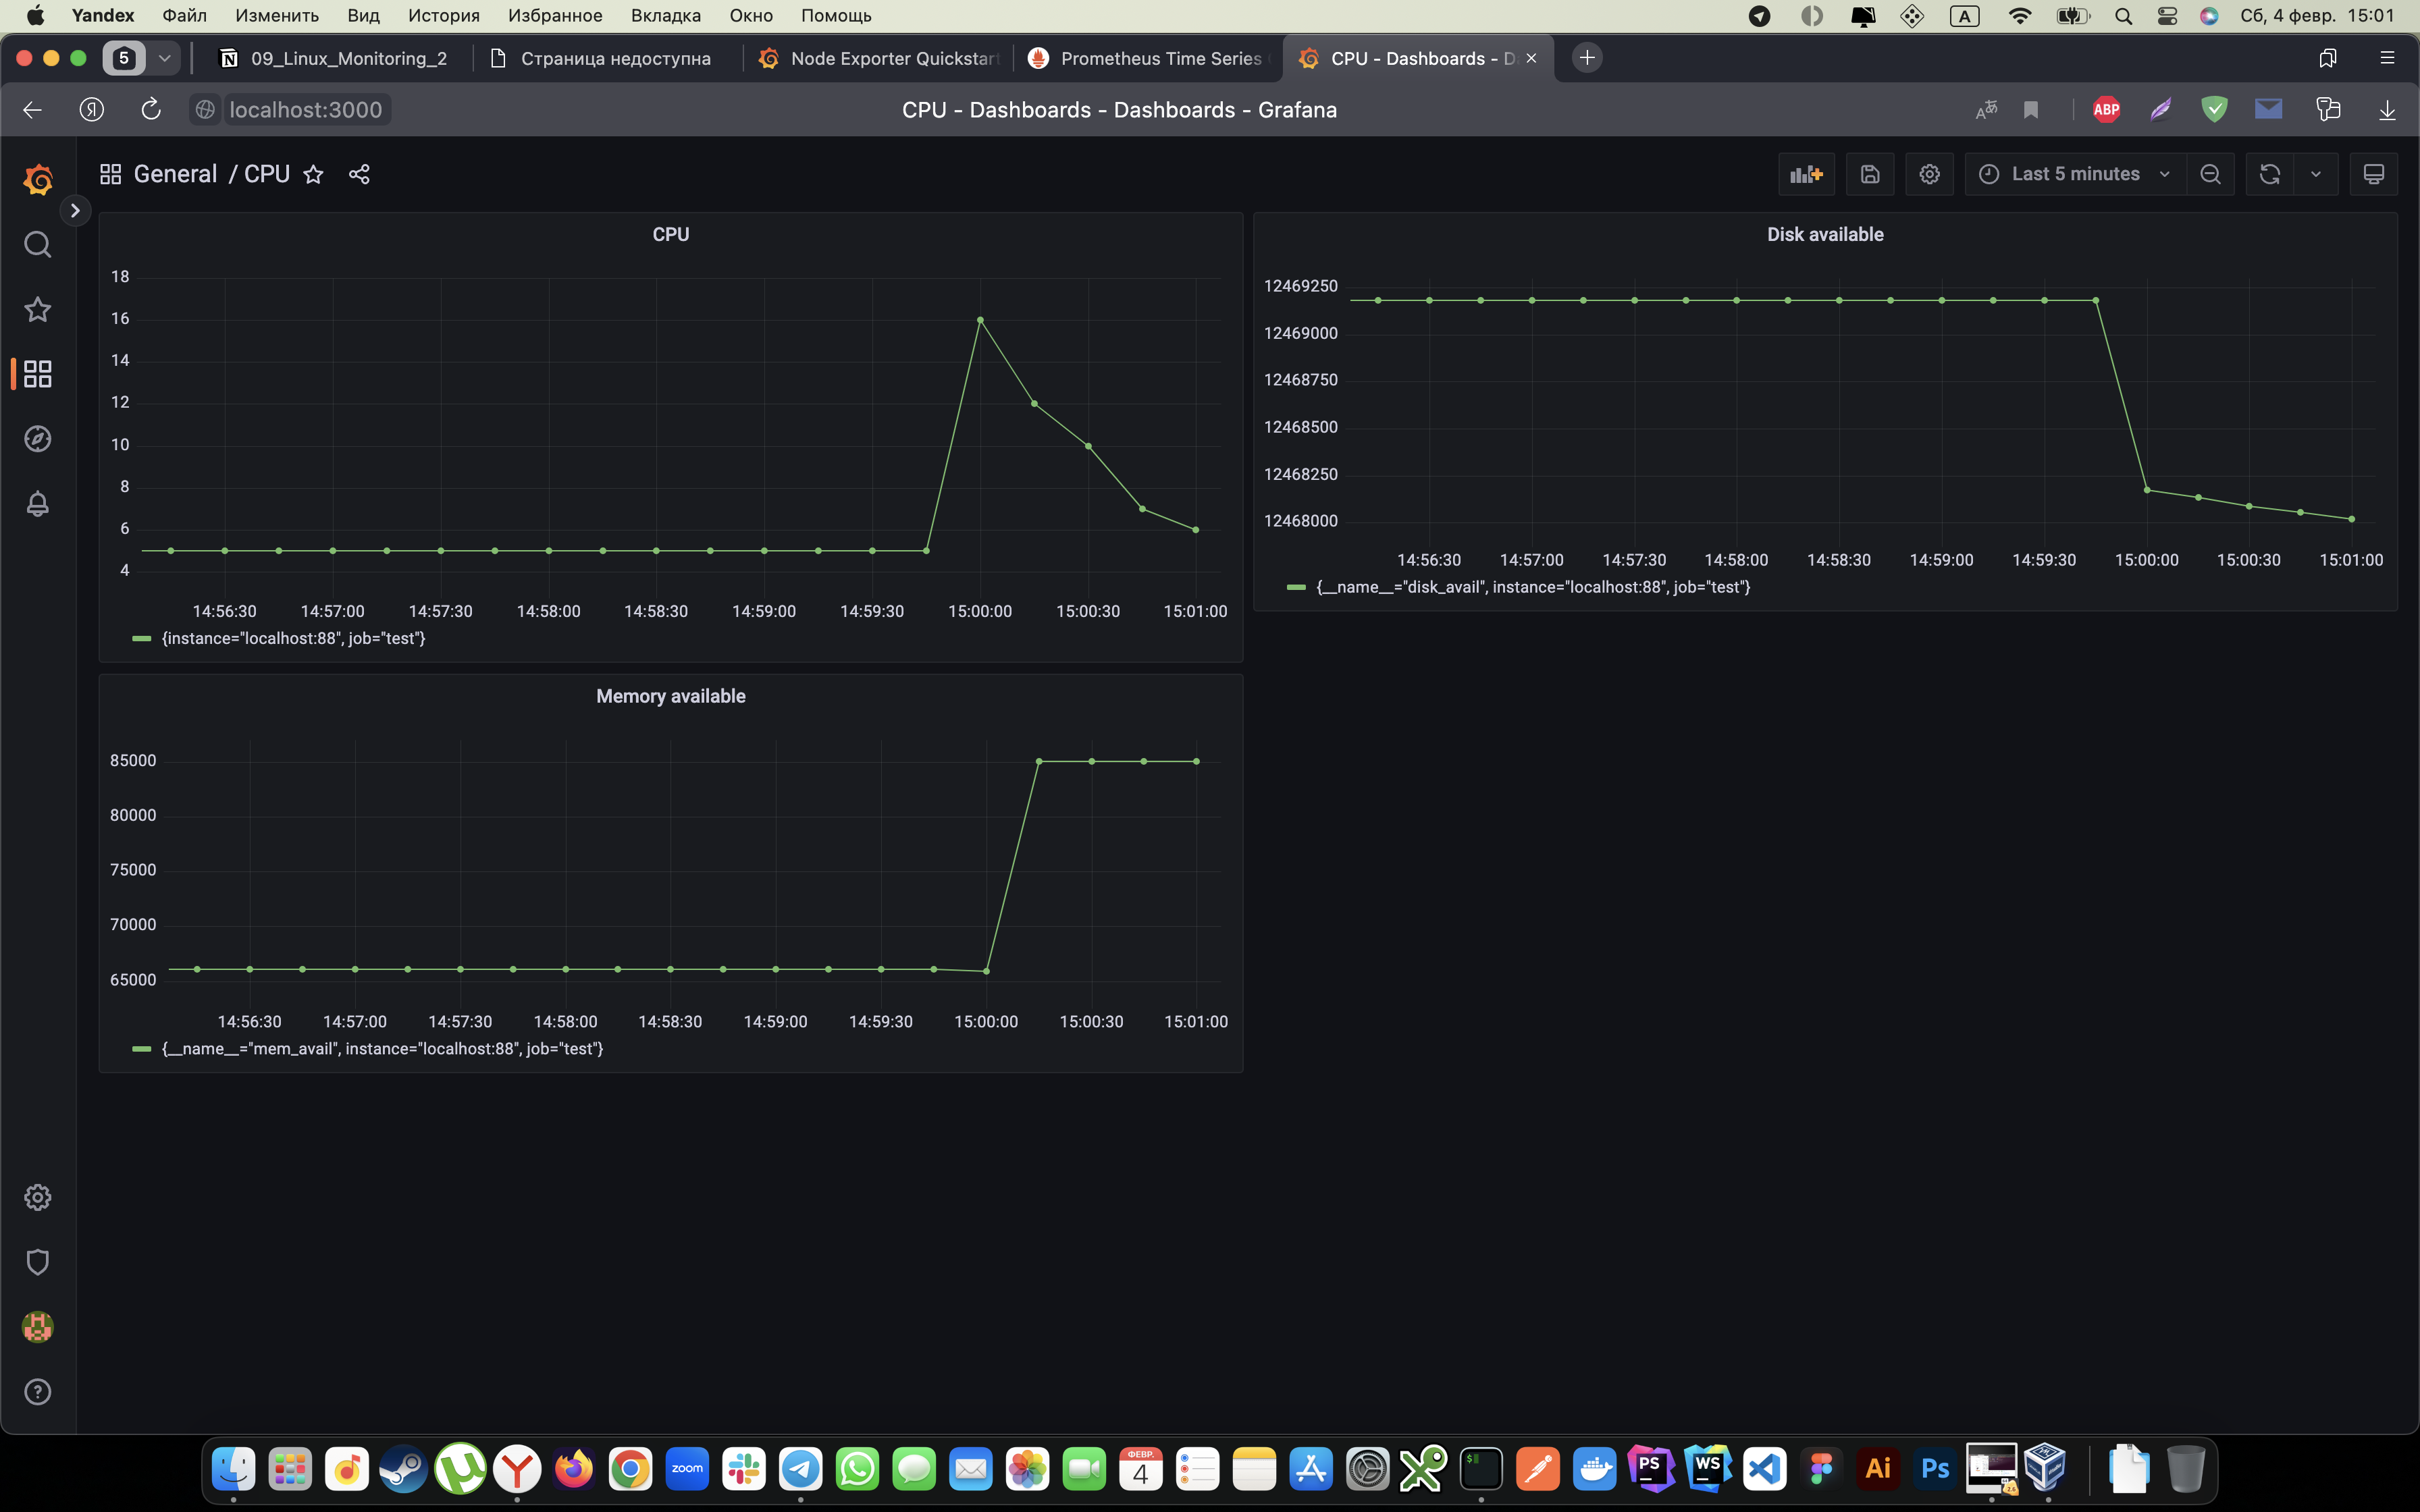 Yandex Файл Изменить Вид История Избранное Вкладка Окно Помощь A Сб, 4 февр. 15:01
5 09_Linux_Monitoring_2 Страница недоступна Node Exporter Quickstar Prometheus Time Series CPU - Dashboards - D
Я localhost:3000 CPU - Dashboards - Dashboards - Grafana ABP
General / CPU Last 5 minutes
CPU
18
16
14
12
10
8
6
4
14:56:30 14:57:00 14:57:30 14:58:00 14:58:30 14:59:00 14:59:30 15:00:00 15:00:30 15:01:00
{instance="localhost:88", job="test"}
Disk available
12469250
12469000
12468750
12468500
12468250
12468000
14:56:30 14:57:00 14:57:30 14:58:00 14:58:30 14:59:00 14:59:30 15:00:00 15:00:30 15:01:00
{__name__="disk_avail", instance="localhost:88", job="test"}
Memory available
85000
80000
75000
70000
65000
14:56:30 14:57:00 14:57:30 14:58:00 14:58:30 14:59:00 14:59:30 15:00:00 15:00:30 15:01:00
{__name__="mem_avail", instance="localhost:88", job="test"}
zoom ФЕВР. 4 PS WS Ai Ps